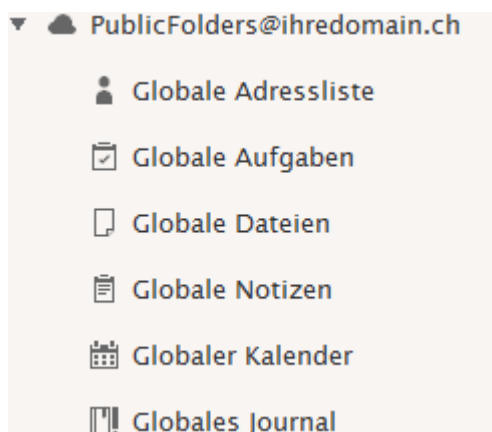 PublicFolders@ihredomain.ch
Globale Adressliste
Globale Aufgaben
Globale Dateien
Globale Notizen
Globaler Kalender
Globales Journal